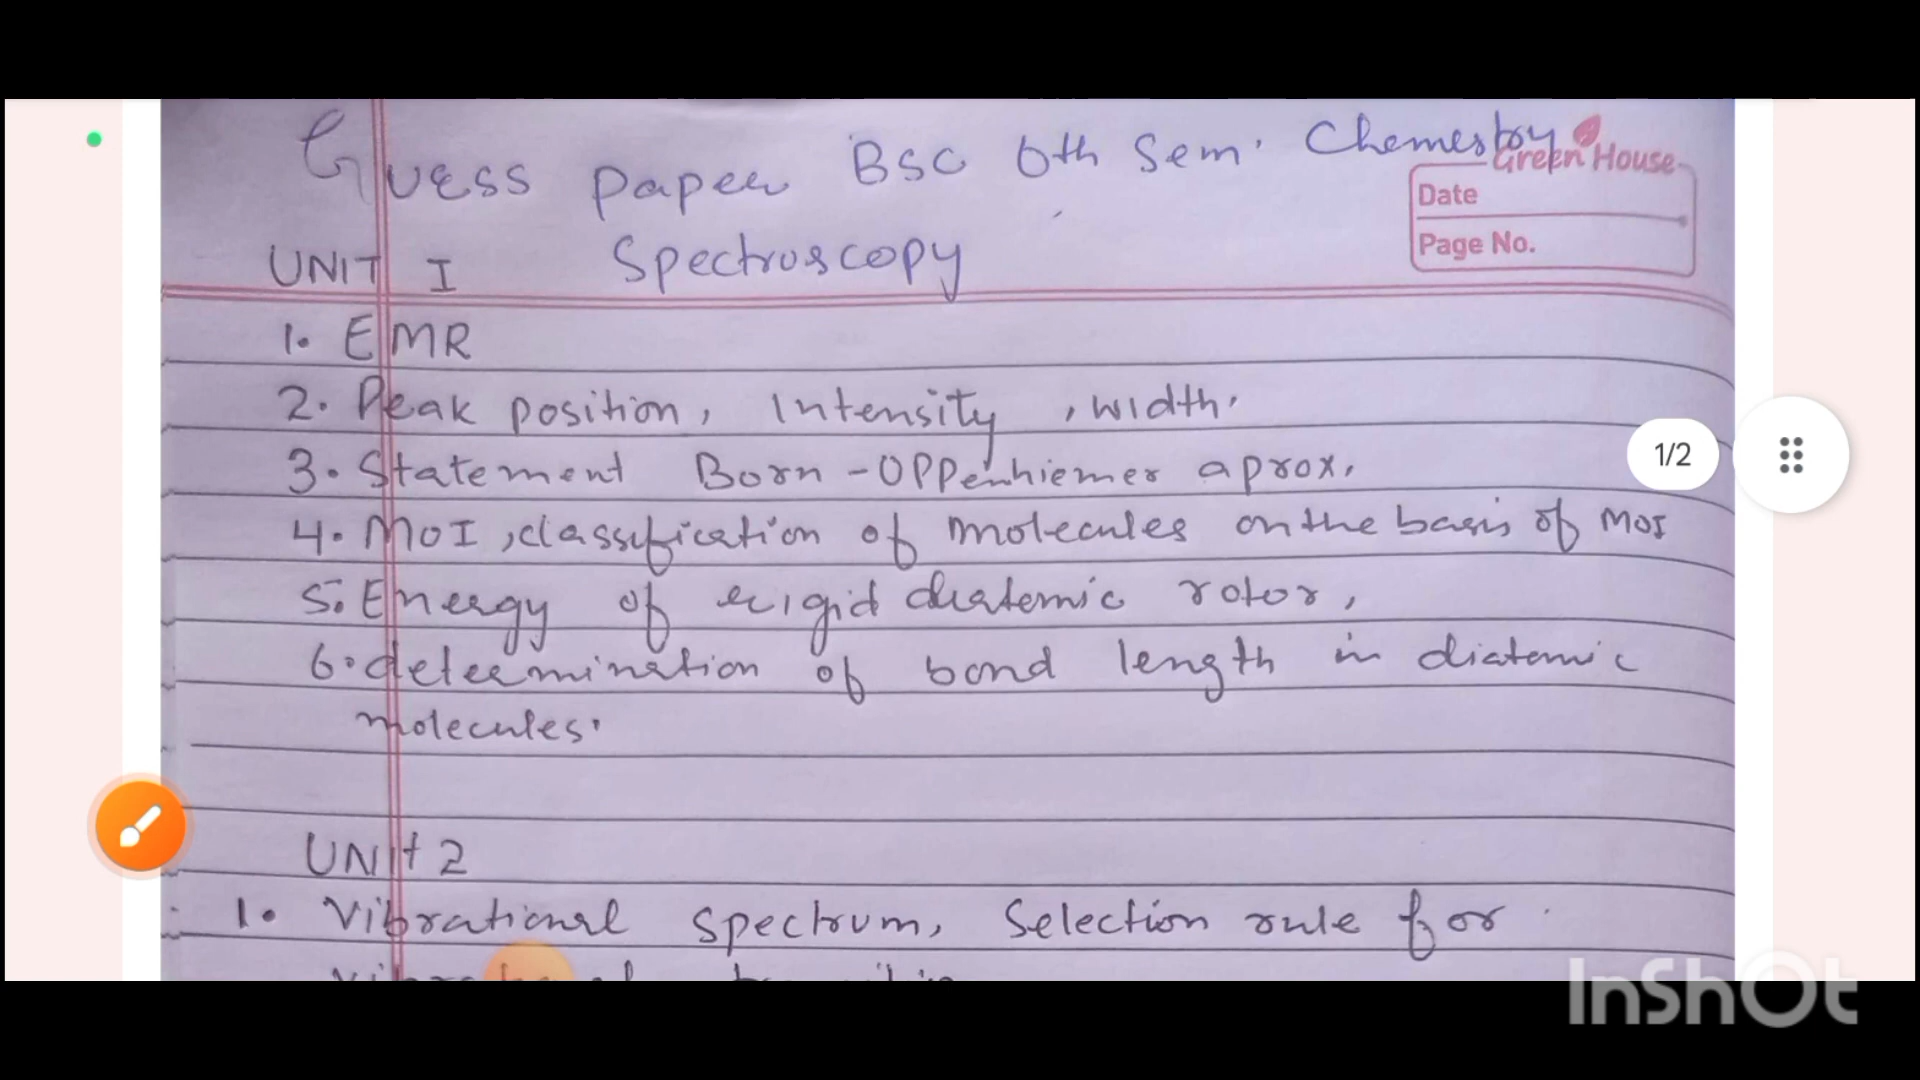 Guess paper BSC 6th Sem. Chemestry
Green House
Date
Page No.
UNIT I Spectroscopy
1. EMR
2. Peak position, Intensity, width.
3. Statement Born-Oppenhiemer aprox.
1/2
4. MOI, classification of molecules on the basis of MOI
5. Energy of rigid diatomic rotor,
6. determination of bond length in diatomic
molecules.
UNIT 2
1. Vibrational spectrum, Selection rule for
InShOt